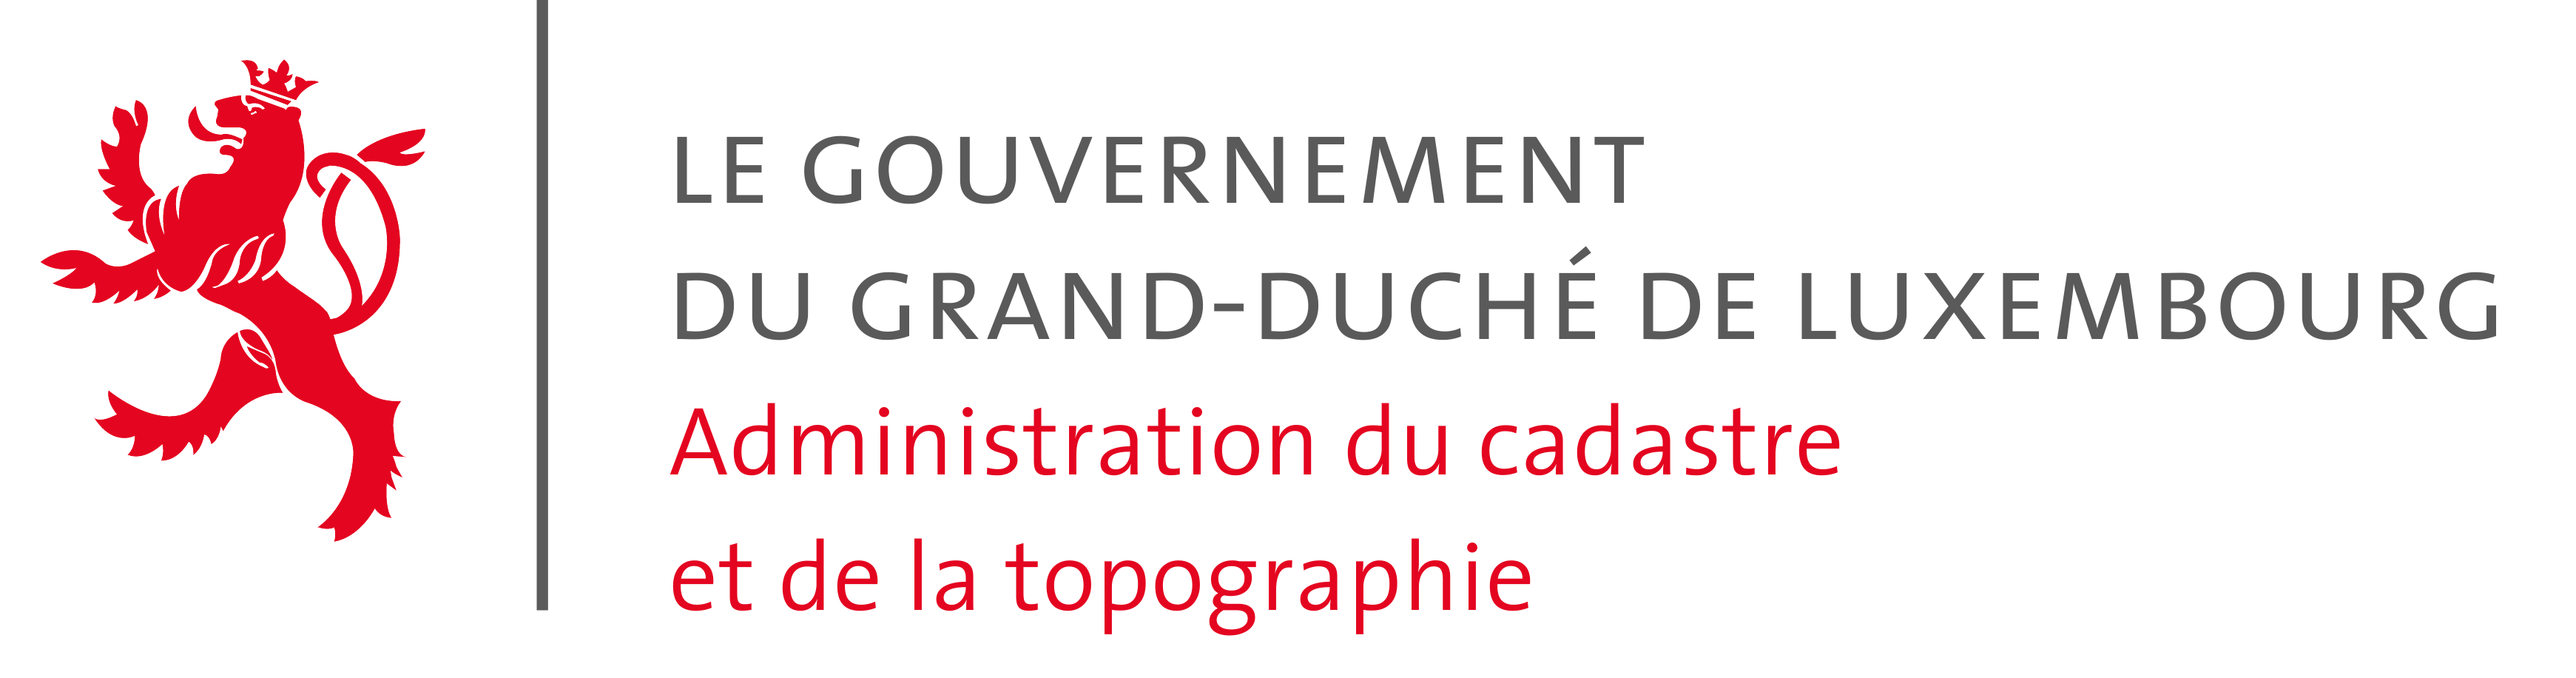 LE GOUVERNEMENT
DU GRAND-DUCHÉ DE LUXEMBOURG
Administration du cadastre
et de la topographie